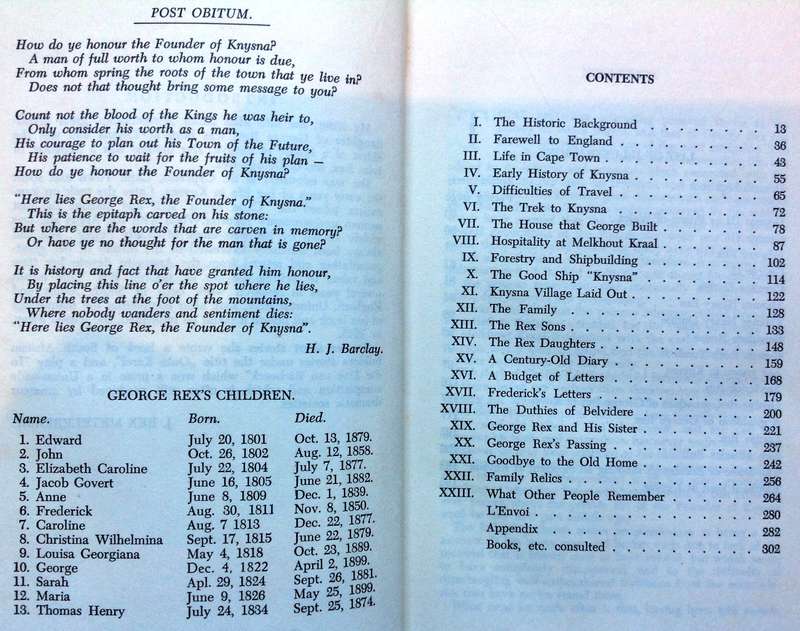 POST OBITUM.
How do ye honour the Founder of Knysna?
A man of full worth to whom honour is due,
From whom spring the roots of the town that ye live in?
Does not that thought bring some message to you?
Count not the blood of the Kings he was heir to,
Only consider his worth as a man,
His courage to plan out his Town of the Future,
His patience to wait for the fruits of his plan —
How do ye honour the Founder of Knysna?
"Here lies George Rex, the Founder of Knysna."
This is the epitaph carved on his stone:
But where are the words that are carven in memory?
Or have ye no thought for the man that is gone?
It is history and fact that have granted him honour,
By placing this line o'er the spot where he lies,
Under the trees at the foot of the mountains,
Where nobody wanders and sentiment dies:
"Here lies George Rex, the Founder of Knysna".
H. J. Barclay.
GEORGE REX'S CHILDREN.
Name. Born. Died.
1. Edward July 20, 1801 Oct. 13, 1879.
2. John Oct. 26, 1802 Aug. 12, 1858.
3. Elizabeth Caroline July 22, 1804 July 7, 1877.
4. Jacob Govert June 16, 1805 June 21, 1882.
5. Anne June 8, 1809 Dec. 1, 1839.
6. Frederick Aug. 30, 1811 Nov. 8, 1850.
7. Caroline Aug. 7 1813 Dec. 22, 1877.
8. Christina Wilhelmina Sept. 17, 1815 June 22, 1879.
9. Louisa Georgiana May 4, 1818 Oct. 23, 1889.
10. George Dec. 4, 1822 April 2, 1899.
11. Sarah Apl. 29, 1824 Sept. 26, 1881.
12. Maria June 9, 1826 May 25, 1899.
13. Thomas Henry July 24, 1834 Sept. 25, 1874.
CONTENTS
I. The Historic Background . . . . . . . . 13
II. Farewell to England . . . . . . . . . 36
III. Life in Cape Town . . . . . . . . . . 43
IV. Early History of Knysna . . . . . . . . 55
V. Difficulties of Travel . . . . . . . . . 65
VI. The Trek to Knysna . . . . . . . . . 72
VII. The House that George Built . . . . . . . 78
VIII. Hospitality at Melkhout Kraal . . . . . . 87
IX. Forestry and Shipbuilding . . . . . . . . 102
X. The Good Ship "Knysna" . . . . . . . . 114
XI. Knysna Village Laid Out . . . . . . . . 122
XII. The Family . . . . . . . . . . . 128
XIII. The Rex Sons . . . . . . . . . . . 133
XIV. The Rex Daughters . . . . . . . . . . 148
XV. A Century-Old Diary . . . . . . . . . 159
XVI. A Budget of Letters . . . . . . . . . 168
XVII. Frederick's Letters . . . . . . . . . . 179
XVIII. The Duthies of Belvidere . . . . . . . . 200
XIX. George Rex and His Sister . . . . . . . . 221
XX. George Rex's Passing . . . . . . . . . 237
XXI. Goodbye to the Old Home . . . . . . . . 242
XXII. Family Relics . . . . . . . . . . . 256
XXIII. What Other People Remember . . . . . . . 264
L'Envoi . . . . . . . . . . . . 280
Appendix . . . . . . . . . . . . 282
Books, etc. consulted . . . . . . . . . 302